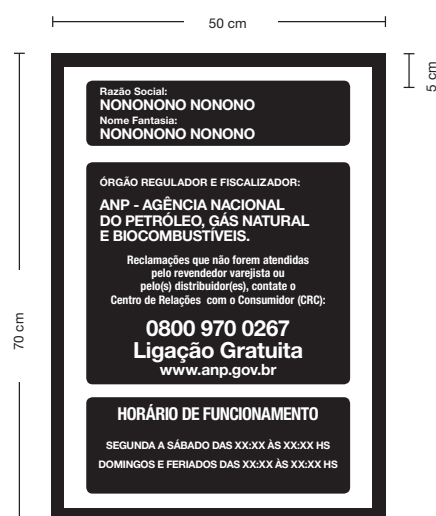 50 cm
5 cm
70 cm
Razão Social:
NONONONO NONONO
Nome Fantasia:
NONONONO NONONO
ÓRGÃO REGULADOR E FISCALIZADOR:
ANP - AGÊNCIA NACIONAL
DO PETRÓLEO, GÁS NATURAL
E BIOCOMBUSTÍVEIS.
Reclamações que não forem atendidas
pelo revendedor varejista ou
pelo(s) distribuidor(es), contate o
Centro de Relações com o Consumidor (CRC):
0800 970 0267
Ligação Gratuita
www.anp.gov.br
HORÁRIO DE FUNCIONAMENTO
SEGUNDA A SÁBADO DAS XX:XX ÀS XX:XX HS
DOMINGOS E FERIADOS DAS XX:XX ÀS XX:XX HS